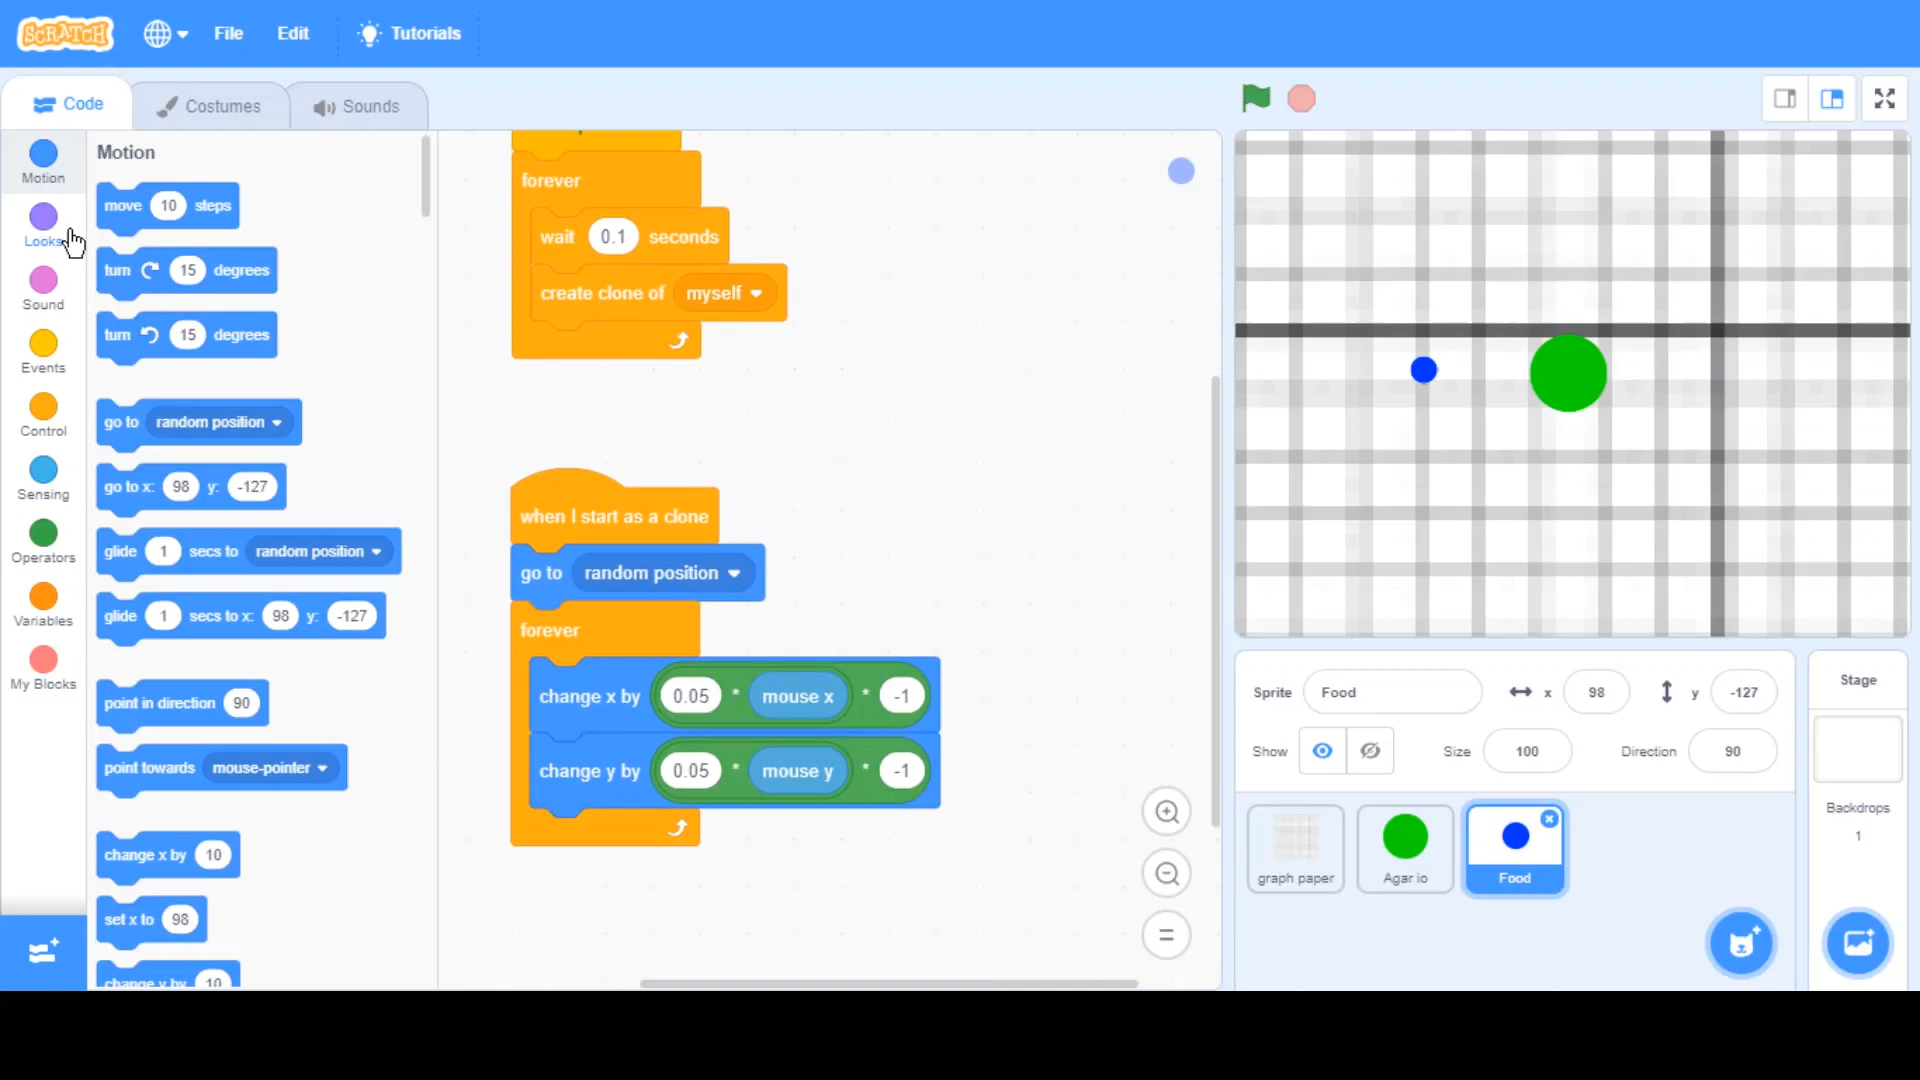 SCRATCH File Edit Tutorials
Code Costumes Sounds
Motion
Looks
Sound
Events
Control
Sensing
Operators
Variables
My Blocks
Motion
move 10 steps
turn 15 degrees
turn 15 degrees
go to random position
go to x: 98 y: -127
glide 1 secs to random position
glide 1 secs to x: 98 y: -127
point in direction 90
point towards mouse-pointer
change x by 10
set x to 98
change y by 10
forever
wait 0.1 seconds
create clone of myself
when I start as a clone
go to random position
forever
change x by 0.05 * mouse x * -1
change y by 0.05 * mouse y * -1
Sprite Food x 98 y -127
Show Size 100 Direction 90
graph paper
Agar io
Food
Stage
Backdrops
1